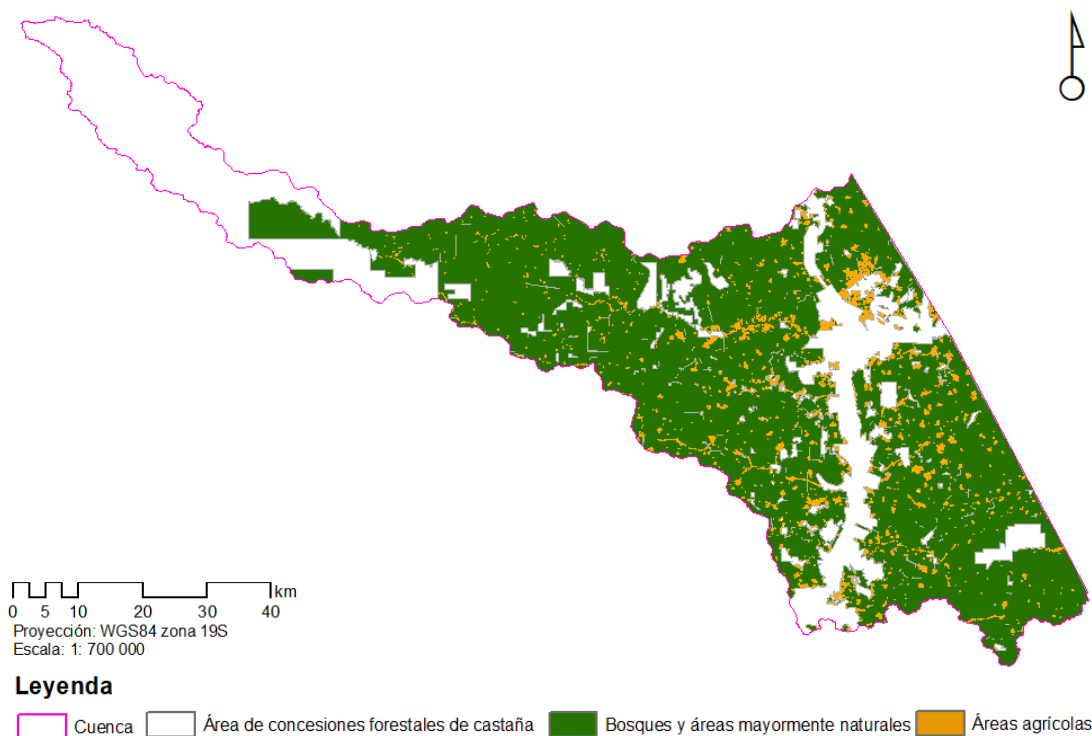 km
0 5 10 20 30 40
Proyección: WGS84 zona 19S
Escala: 1: 700 000
Leyenda
Cuenca Área de concesiones forestales de castaña Bosques y áreas mayormente naturales Áreas agrícolas